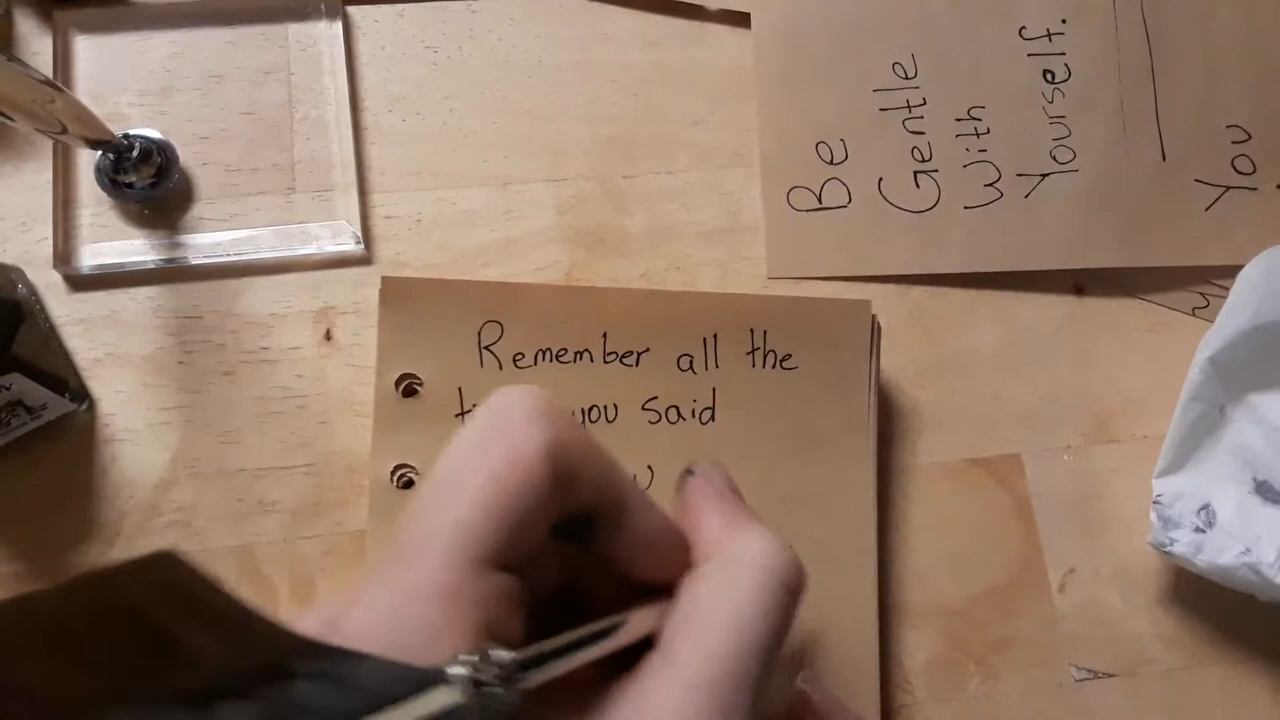 Remember all the
you said
Be
Gentle
With
Yourself.
You